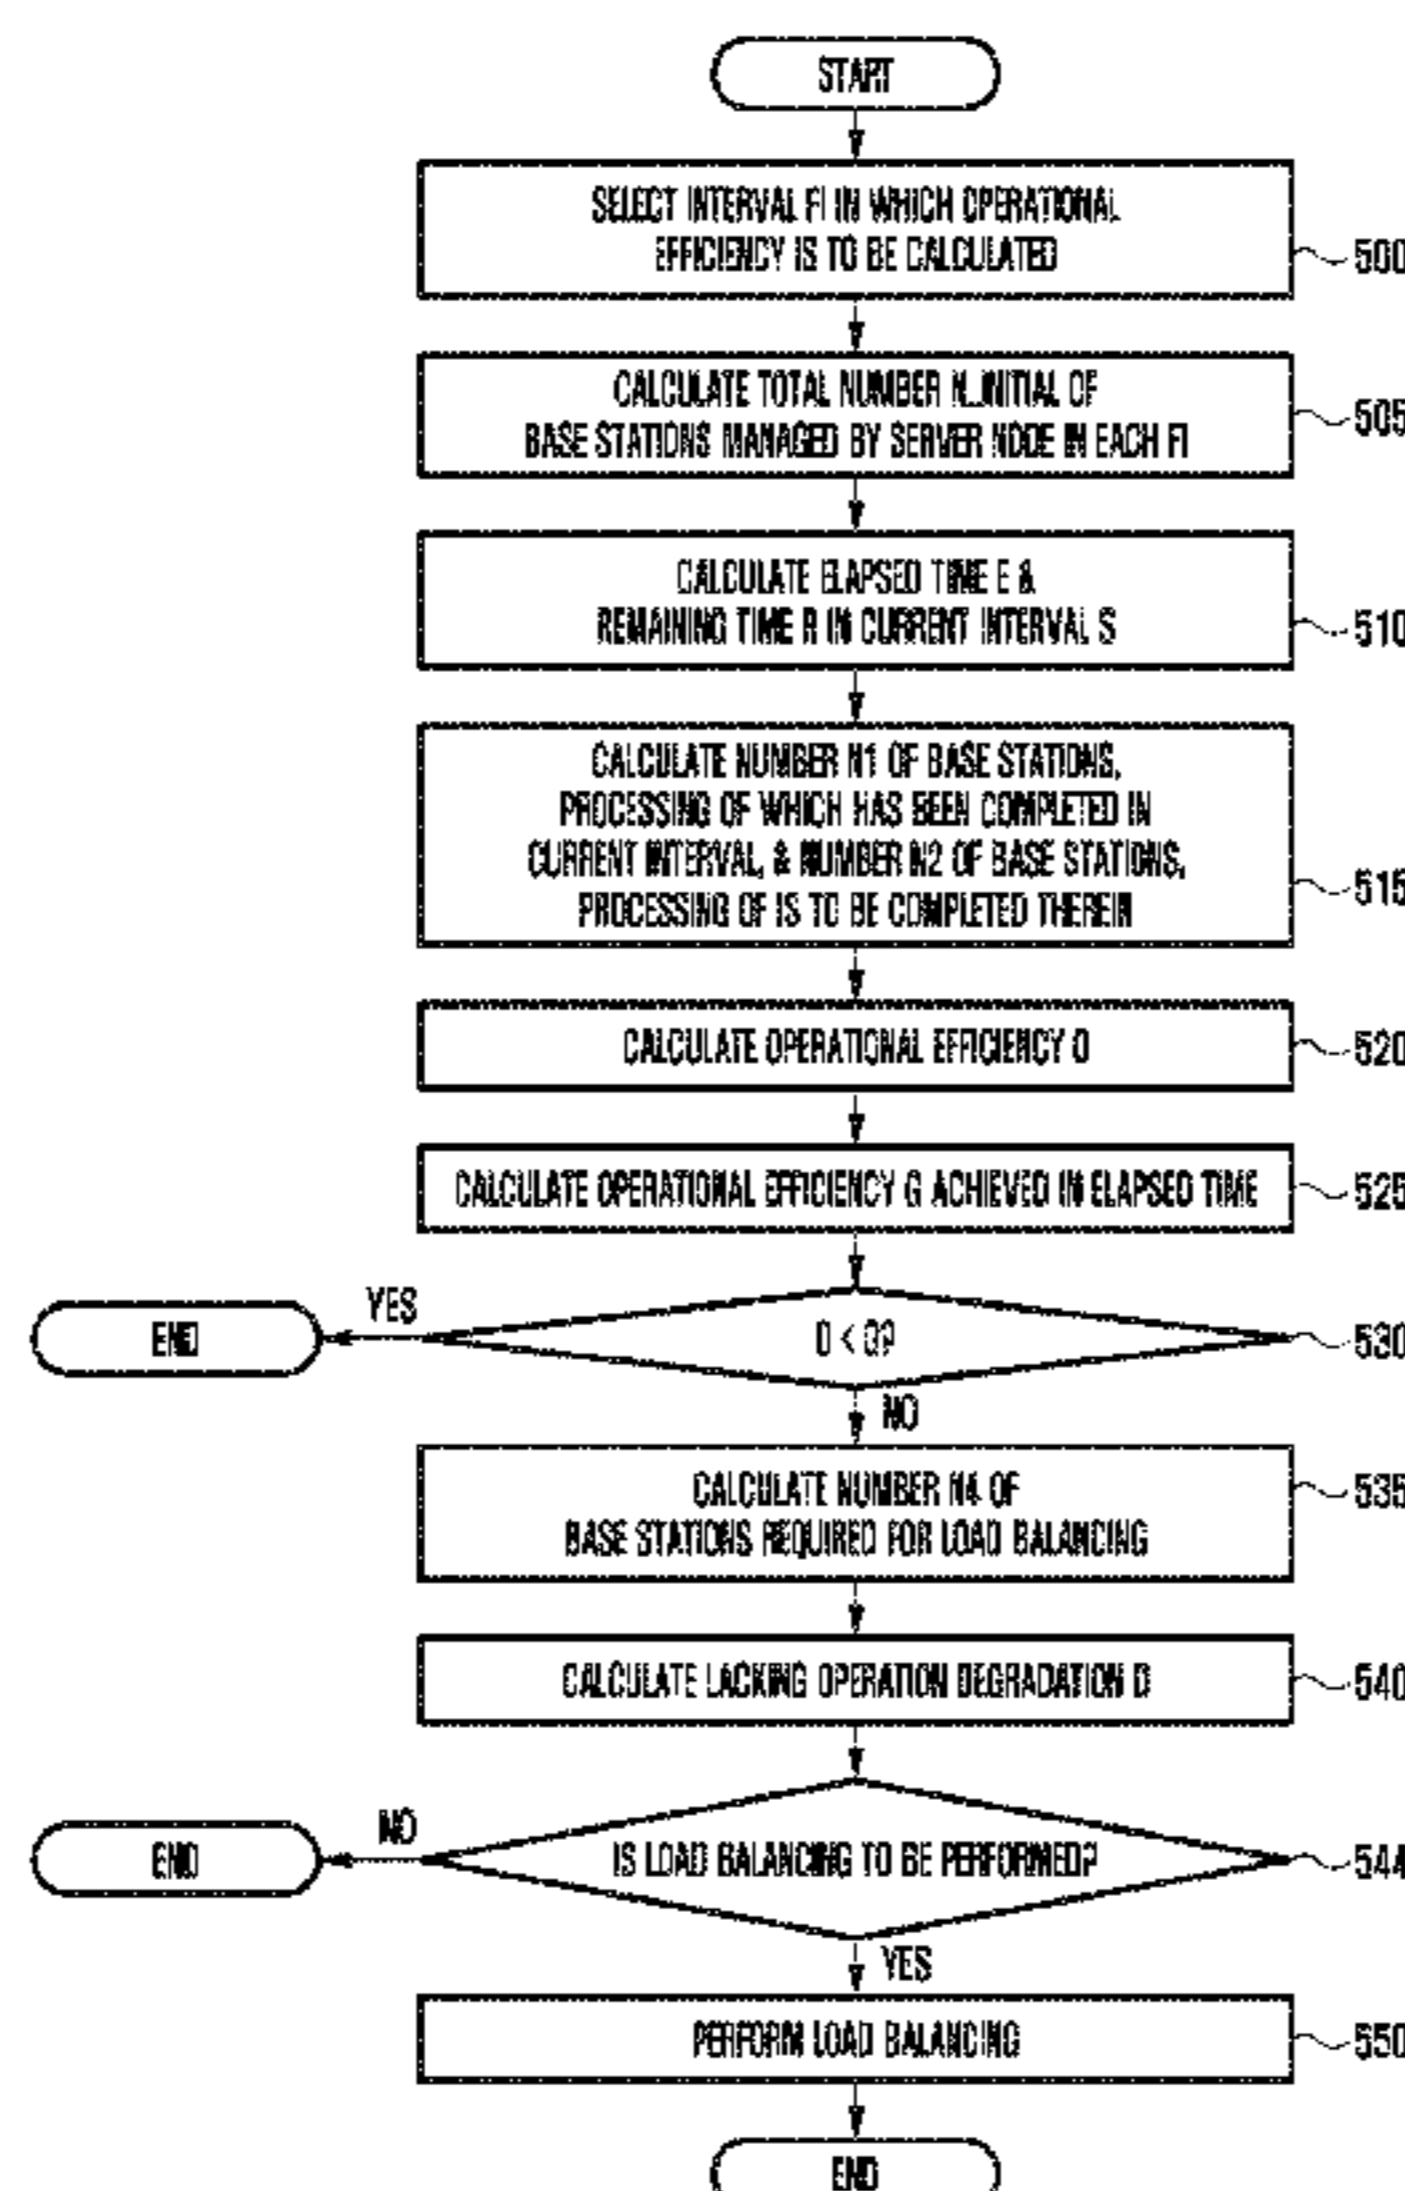 START
SELECT INTERVAL FI IN WHICH OPERATIONAL
EFFICIENCY IS TO BE CALCULATED
500
CALCULATE TOTAL NUMBER N_INITIAL OF
BASE STATIONS MANAGED BY SERVER NODE IN EACH FI
505
CALCULATE ELAPSED TIME E &
REMAINING TIME R IN CURRENT INTERVAL S
510
CALCULATE NUMBER N1 OF BASE STATIONS,
PROCESSING OF WHICH HAS BEEN COMPLETED IN
CURRENT INTERVAL, & NUMBER N2 OF BASE STATIONS,
PROCESSING OF IS TO BE COMPLETED THEREIN
515
CALCULATE OPERATIONAL EFFICIENCY O
520
CALCULATE OPERATIONAL EFFICIENCY G ACHIEVED IN ELAPSED TIME
525
YES
END
O < G?
530
NO
CALCULATE NUMBER N4 OF
BASE STATIONS REQUIRED FOR LOAD BALANCING
535
CALCULATE LACKING OPERATION DEGRADATION D
540
NO
END
IS LOAD BALANCING TO BE PERFORMED?
544
YES
PERFORM LOAD BALANCING
550
END